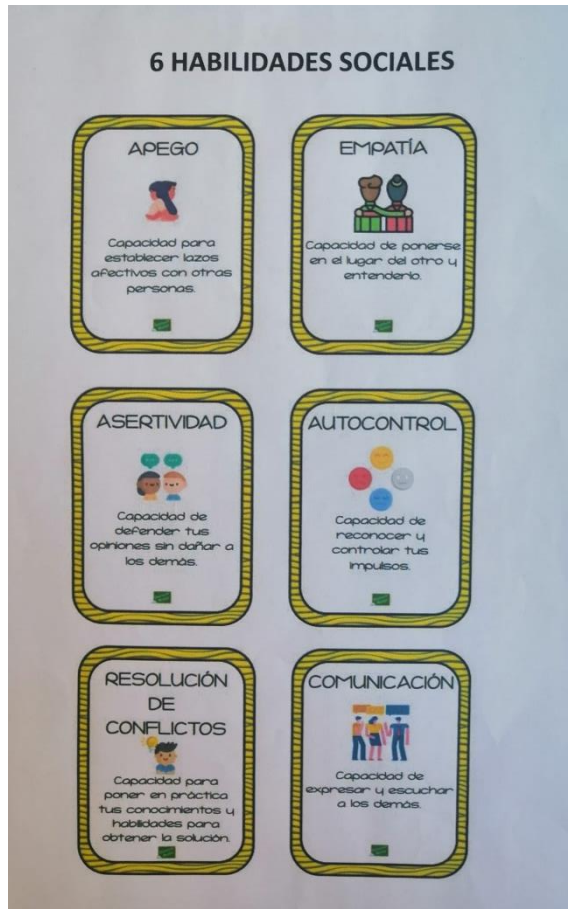 6 HABILIDADES SOCIALES
APEGO
Capacidad para
establecer lazos
afectivos con otras
personas.
EMPATÍA
Capacidad de ponerse
en el lugar del otro y
entenderlo.
ASERTIVIDAD
Capacidad de
defender tus
opiniones sin dañar a
los demás.
AUTOCONTROL
Capacidad de
reconocer y
controlar tus
impulsos.
RESOLUCIÓN
DE
CONFLICTOS
Capacidad para
poner en práctica
tus conocimientos y
habilidades para
obtener la solución.
COMUNICACIÓN
Capacidad de
expresar y escuchar
a los demás.